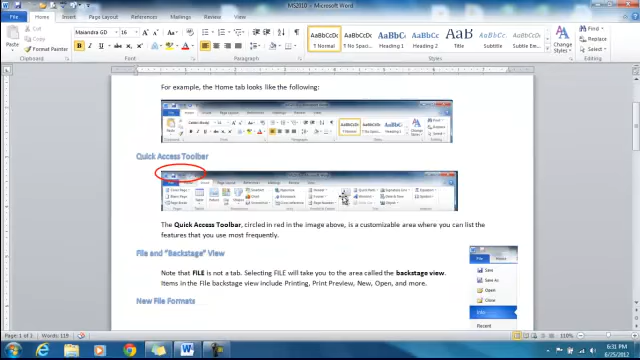 MS2010 - Microsoft Word
File Home Insert Page Layout References Mailings Review View
Cut
Copy
Format Painter
Paste
Clipboard
Maiandra GD 16
Font
Paragraph
AaBbCcDc AaBbCcDc AaBbC AaBbCc AaB AaBbCc. AaBbCcDc
¶ Normal ¶ No Spac... Heading 1 Heading 2 Title Subtitle Subtle Em...
Change Styles
Styles
Find
Replace
Select
Editing
For example, the Home tab looks like the following:
Quick Access Toolbar
The Quick Access Toolbar, circled in red in the image above, is a customizable area where you can list the
features that you use most frequently.
File and "Backstage" View
Note that FILE is not a tab. Selecting FILE will take you to the area called the backstage view.
Items in the File backstage view include Printing, Print Preview, New, Open, and more.
File Home
Save
Save As
Open
Close
Info
Recent
New File Formats
Words: 119
110%
6:31 PM
6/25/2012